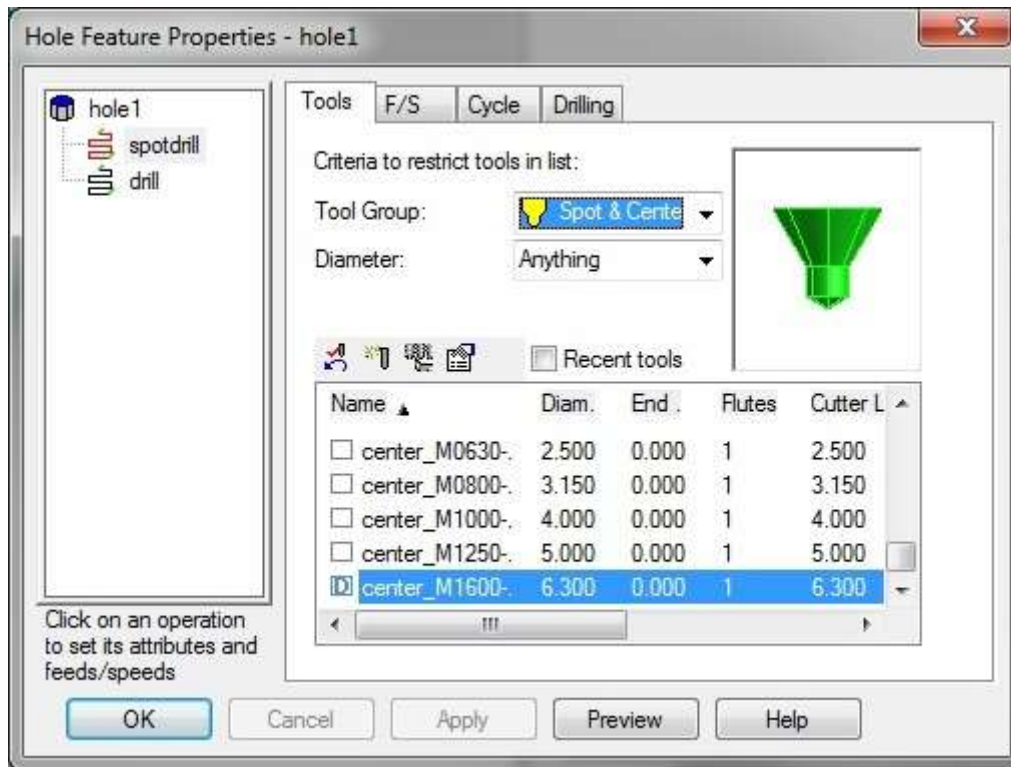 Hole Feature Properties - hole1
hole1
spotdrill
drill
Click on an operation
to set its attributes and
feeds/speeds
Tools F/S Cycle Drilling
Criteria to restrict tools in list:
Tool Group: Spot & Cente
Diameter: Anything
Recent tools
Name Diam. End . Flutes Cutter L
center_M0630-. 2.500 0.000 1 2.500
center_M0800-. 3.150 0.000 1 3.150
center_M1000-. 4.000 0.000 1 4.000
center_M1250-. 5.000 0.000 1 5.000
D center_M1600-. 6.300 0.000 1 6.300
OK Cancel Apply Preview Help